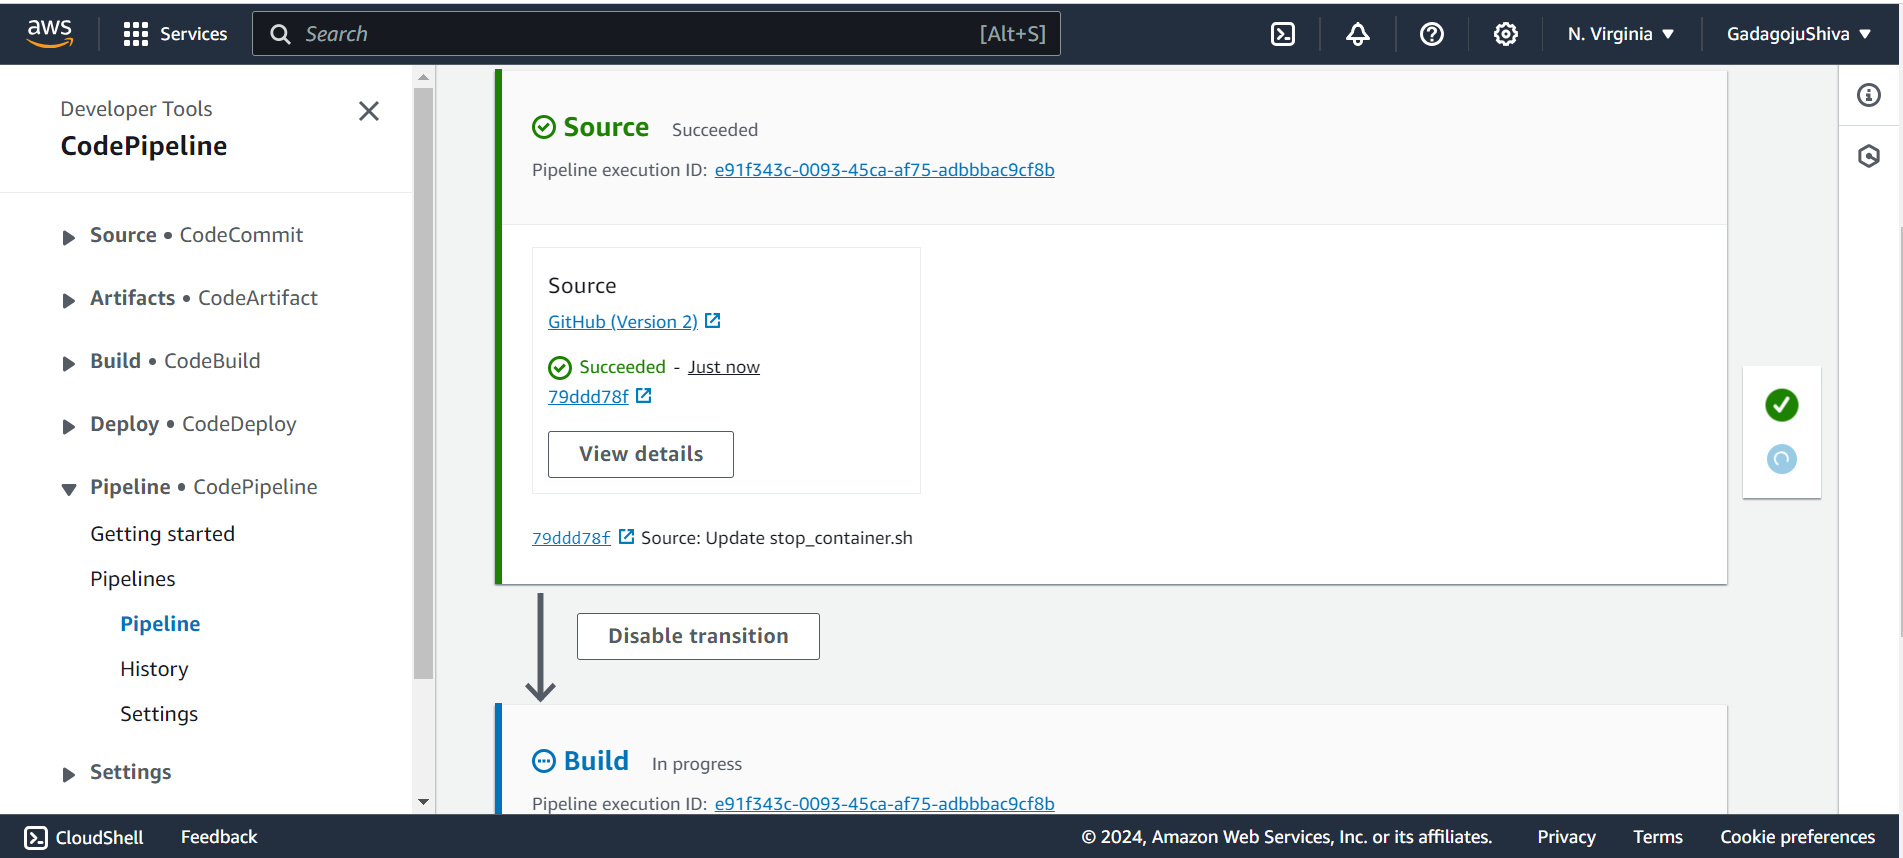 aws
Services
Search
[Alt+S]
N. Virginia
GadagojuShiva
Developer Tools
CodePipeline
Source • CodeCommit
Artifacts • CodeArtifact
Build • CodeBuild
Deploy • CodeDeploy
Pipeline • CodePipeline
Getting started
Pipelines
Pipeline
History
Settings
Settings
Source Succeeded
Pipeline execution ID: e91f343c-0093-45ca-af75-adbbbac9cf8b
Source
GitHub (Version 2)
Succeeded - Just now
79ddd78f
View details
79ddd78f Source: Update stop_container.sh
Disable transition
Build In progress
Pipeline execution ID: e91f343c-0093-45ca-af75-adbbbac9cf8b
CloudShell
Feedback
© 2024, Amazon Web Services, Inc. or its affiliates.
Privacy
Terms
Cookie preferences